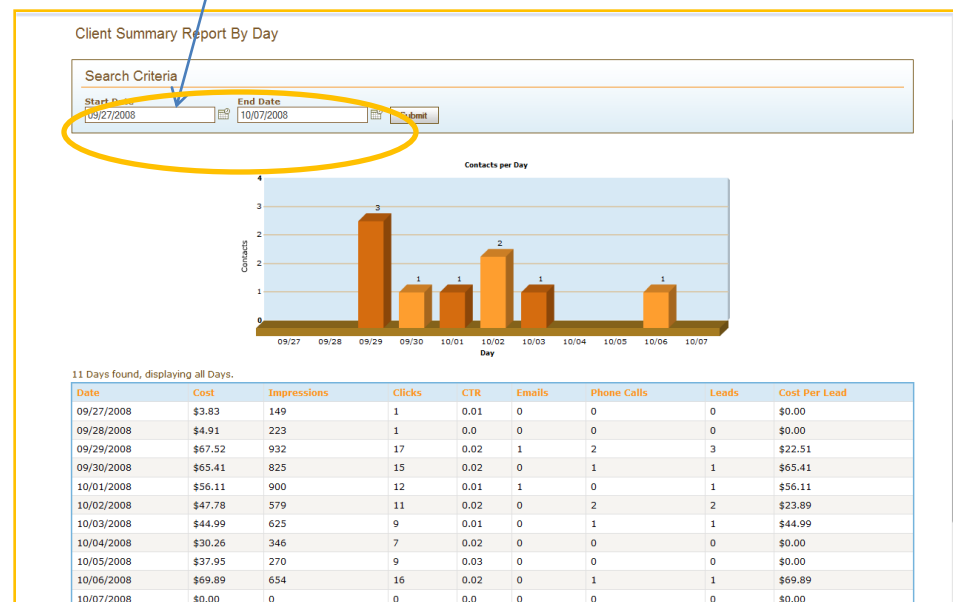 Client Summary Report By Day
Search Criteria
Start Date End Date
09/27/2008 10/07/2008 Submit
Contacts per Day
4
3
2
2
1
0
Contacts
3 1 1 2 1 1
09/27 09/28 09/29 09/30 10/01 10/02 10/03 10/04 10/05 10/06 10/07
Day
11 Days found, displaying all Days.
Date Cost Impressions Clicks CTR Emails Phone Calls Leads Cost Per Lead
09/27/2008 $3.83 149 1 0.01 0 0 0 $0.00
09/28/2008 $4.91 223 1 0.0 0 0 0 $0.00
09/29/2008 $67.52 932 17 0.02 1 2 3 $22.51
09/30/2008 $65.41 825 15 0.02 0 1 1 $65.41
10/01/2008 $56.11 900 12 0.01 1 0 1 $56.11
10/02/2008 $47.78 579 11 0.02 0 2 2 $23.89
10/03/2008 $44.99 625 9 0.01 0 1 1 $44.99
10/04/2008 $30.26 346 7 0.02 0 0 0 $0.00
10/05/2008 $37.95 270 9 0.03 0 0 0 $0.00
10/06/2008 $69.89 654 16 0.02 0 1 1 $69.89
10/07/2008 $0.00 0 0 0.0 0 0 0 $0.00